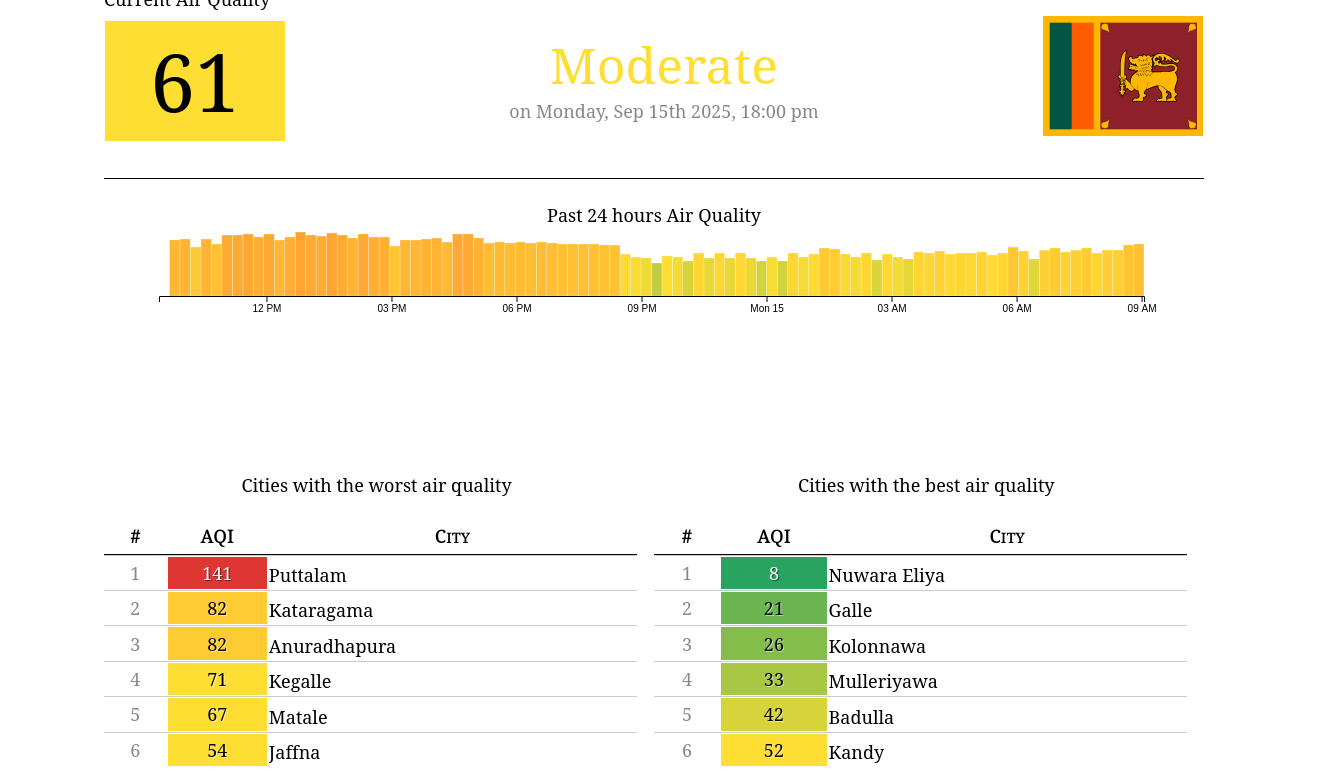 Current Air Quality
61
Moderate
on Monday, Sep 15th 2025, 18:00 pm
Past 24 hours Air Quality
12 PM 03 PM 06 PM 09 PM Mon 15 03 AM 06 AM 09 AM
Cities with the worst air quality
# AQI City
1 141 Puttalam
2 82 Kataragama
3 82 Anuradhapura
4 71 Kegalle
5 67 Matale
6 54 Jaffna
Cities with the best air quality
# AQI City
1 8 Nuwara Eliya
2 21 Galle
3 26 Kolonnawa
4 33 Mulleriyawa
5 42 Badulla
6 52 Kandy